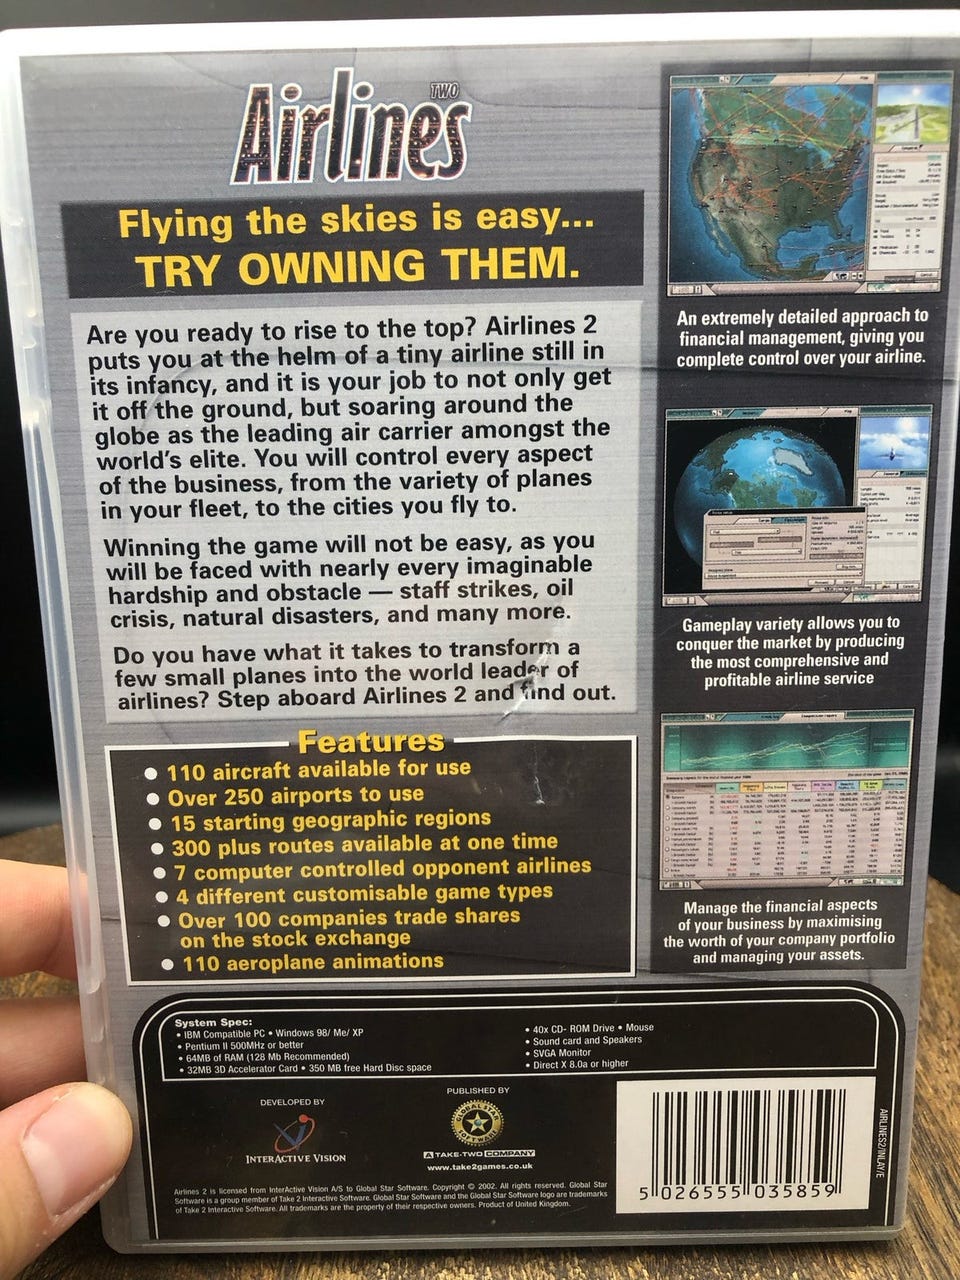 Airlines TWO
Flying the skies is easy...
TRY OWNING THEM.
Are you ready to rise to the top? Airlines 2
puts you at the helm of a tiny airline still in
its infancy, and it is your job to not only get
it off the ground, but soaring around the
globe as the leading air carrier amongst the
world's elite. You will control every aspect
of the business, from the variety of planes
in your fleet, to the cities you fly to.
Winning the game will not be easy, as you
will be faced with nearly every imaginable
hardship and obstacle — staff strikes, oil
crisis, natural disasters, and many more.
Do you have what it takes to transform a
few small planes into the world leader of
airlines? Step aboard Airlines 2 and find out.
Features
• 110 aircraft available for use
• Over 250 airports to use
• 15 starting geographic regions
• 300 plus routes available at one time
• 7 computer controlled opponent airlines
• 4 different customisable game types
• Over 100 companies trade shares
on the stock exchange
• 110 aeroplane animations
An extremely detailed approach to
financial management, giving you
complete control over your airline.
Gameplay variety allows you to
conquer the market by producing
the most comprehensive and
profitable airline service
Manage the financial aspects
of your business by maximising
the worth of your company portfolio
and managing your assets.
System Spec:
• IBM Compatible PC • Windows 98/ Me/ XP
• Pentium II 500MHz or better
• 64MB of RAM (128 Mb Recommended)
• 32MB 3D Accelerator Card • 350 MB free Hard Disc space
• 40x CD- ROM Drive • Mouse
• Sound card and Speakers
• SVGA Monitor
• Direct X 8.0a or higher
DEVELOPED BY
INTERACTIVE VISION
PUBLISHED BY
GLOBAL STAR SOFTWARE
A TAKE-TWO COMPANY
www.take2games.co.uk
Airlines 2 is licensed from InterActive Vision A/S to Global Star Software. Copyright © 2002. All rights reserved. Global Star
Software is a group member of Take 2 Interactive Software. Global Star Software and the Global Star Software logo are trademarks
of Take 2 Interactive Software. All trademarks are the property of their respective owners. Product of United Kingdom.
5 026555 035859
AIRLINES2/INLAY/E